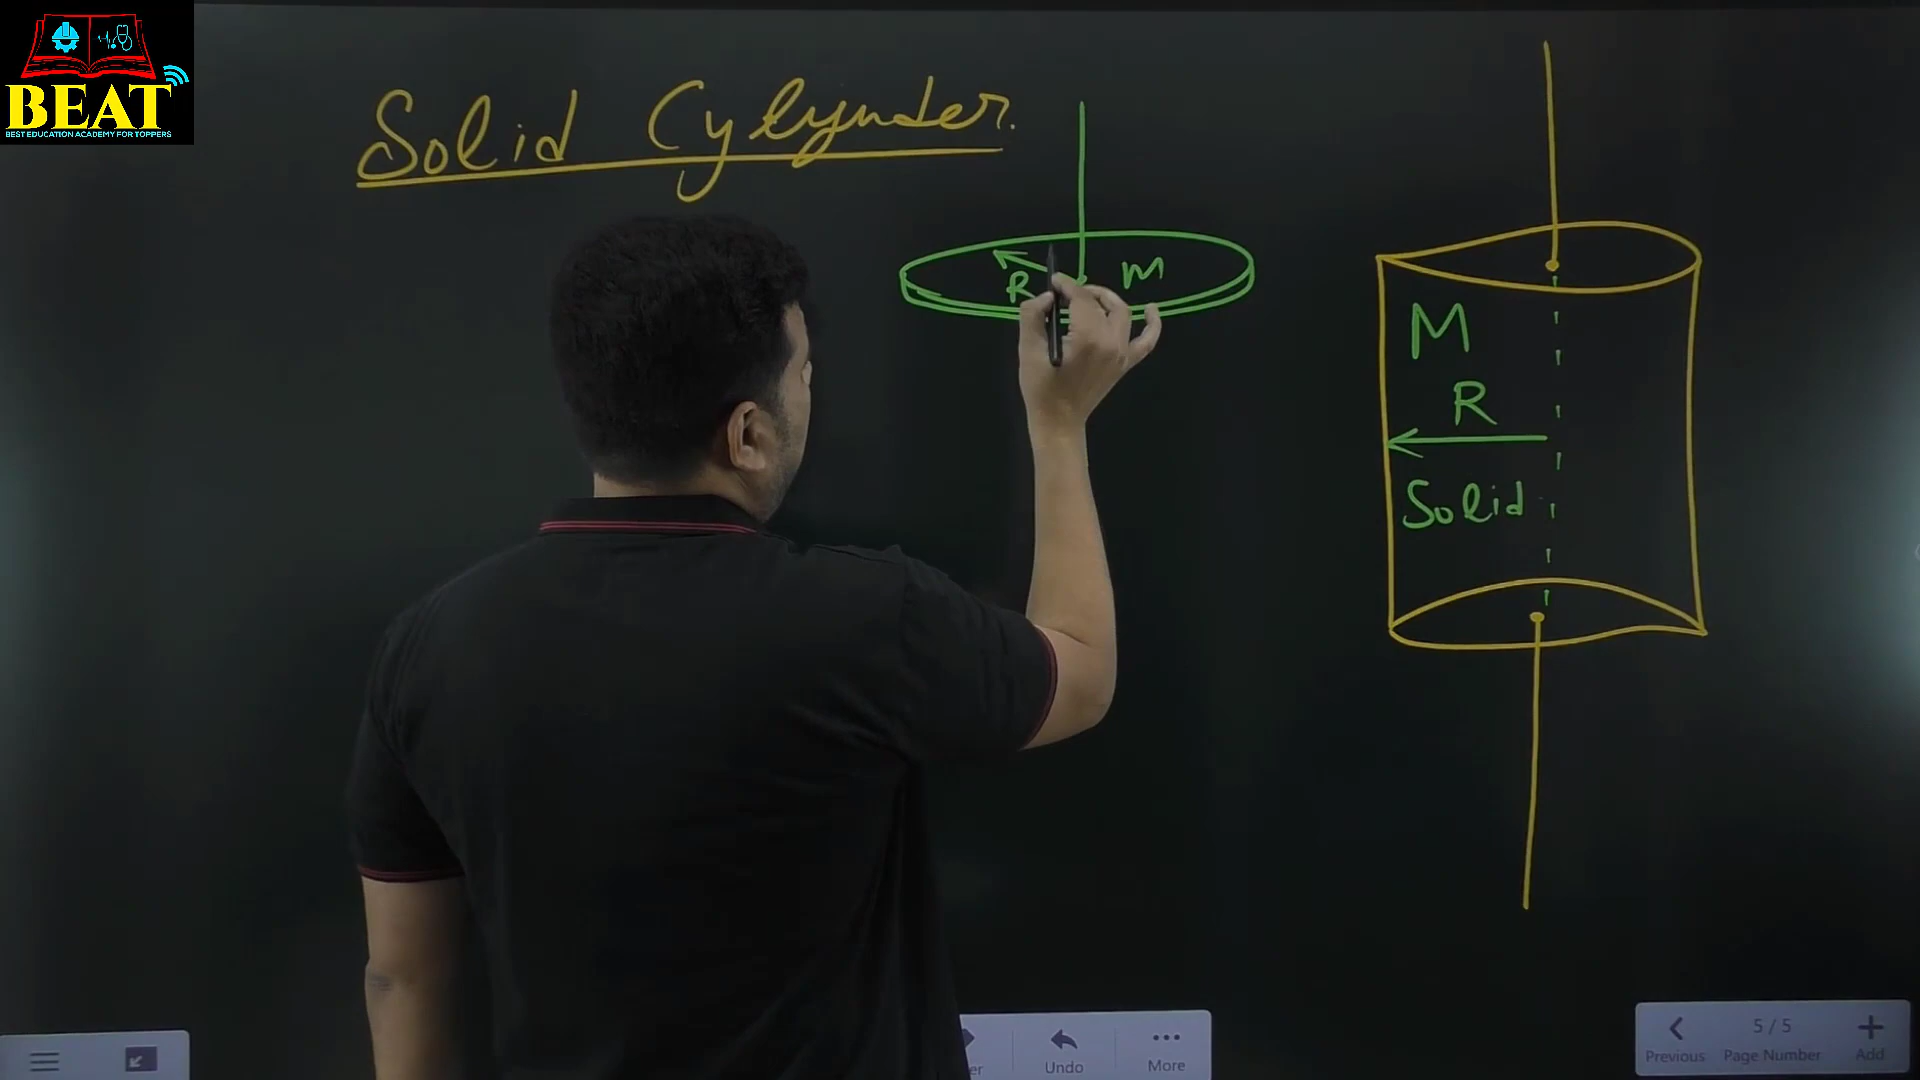 BEAT
BEST EDUCATION ACADEMY FOR TOPPERS
Solid Cylynder.
R M
M
R
Solid
Undo
More
5 / 5
Previous Page Number Add